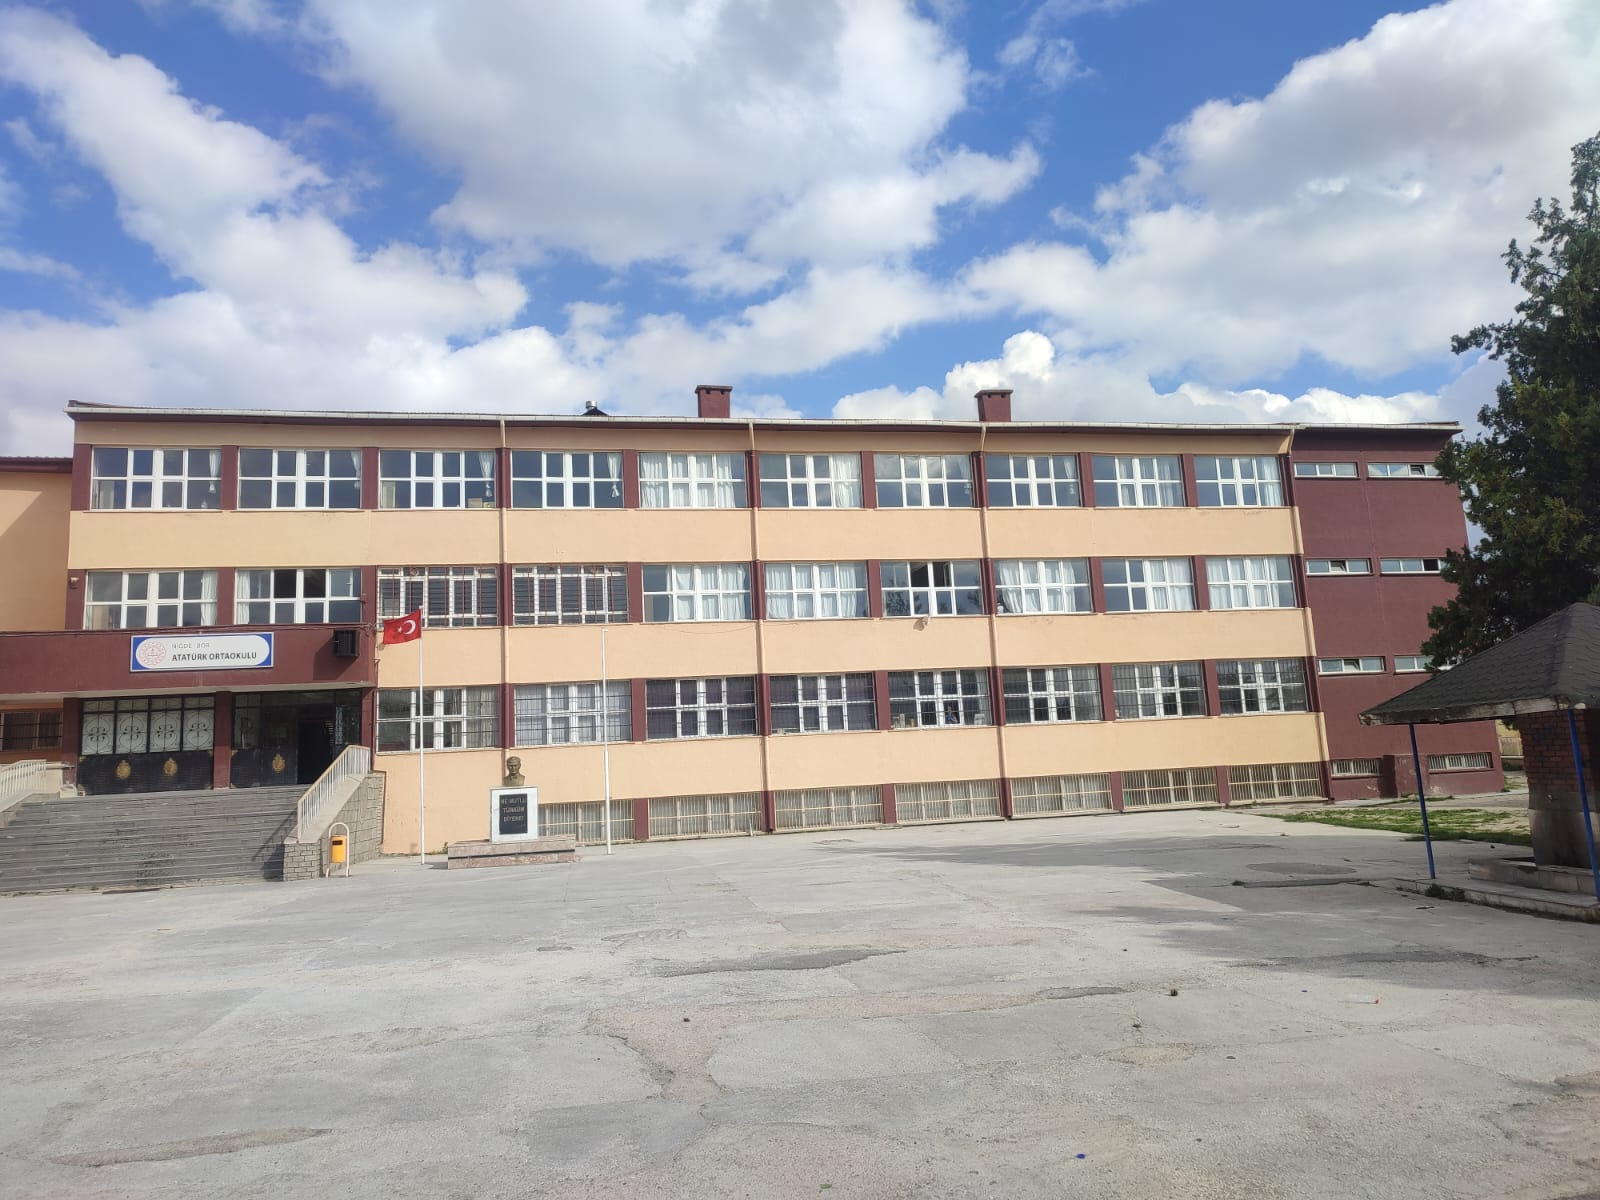 NİĞDE - BOR
ATATÜRK ORTAOKULU
NE MUTLU
TÜRKÜM
DİYENE!